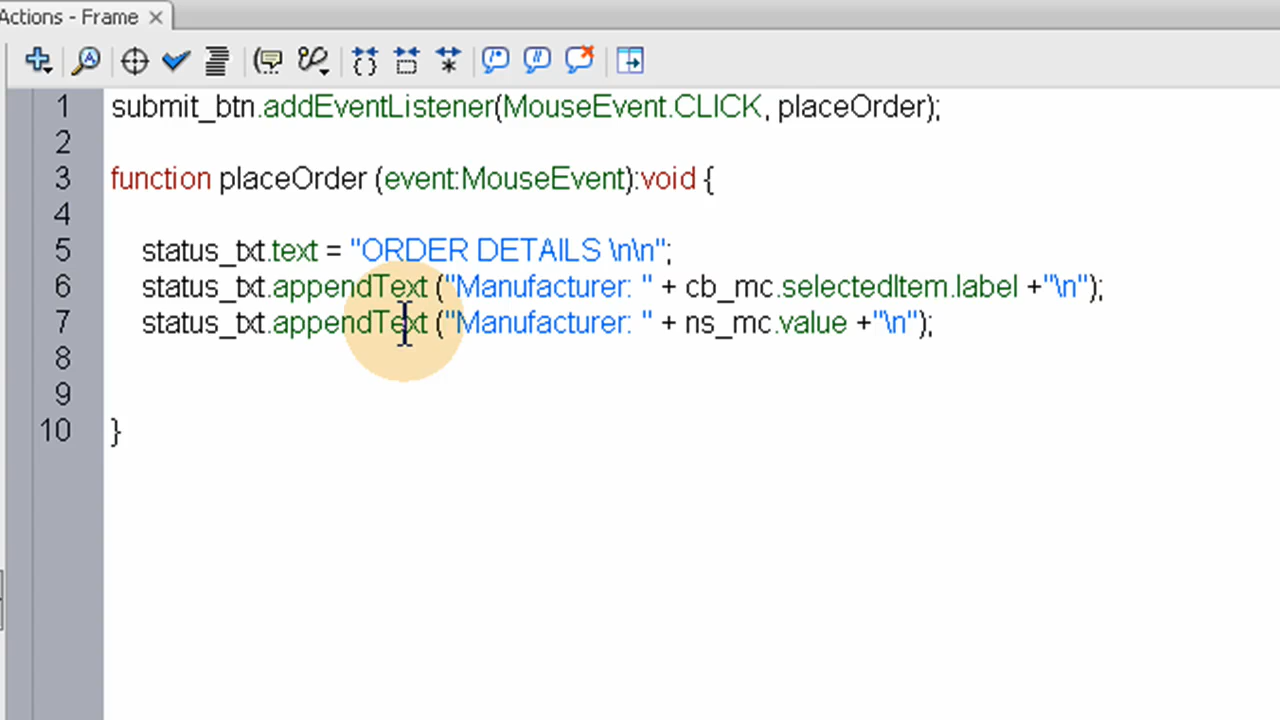 Actions - Frame
1 submit_btn.addEventListener(MouseEvent.CLICK, placeOrder);
2
3 function placeOrder (event:MouseEvent):void {
4
5 status_txt.text = "ORDER DETAILS \n\n";
6 status_txt.appendText ("Manufacturer: " + cb_mc.selectedItem.label +"\n");
7 status_txt.appendText ("Manufacturer: " + ns_mc.value +"\n");
8
9
10 }